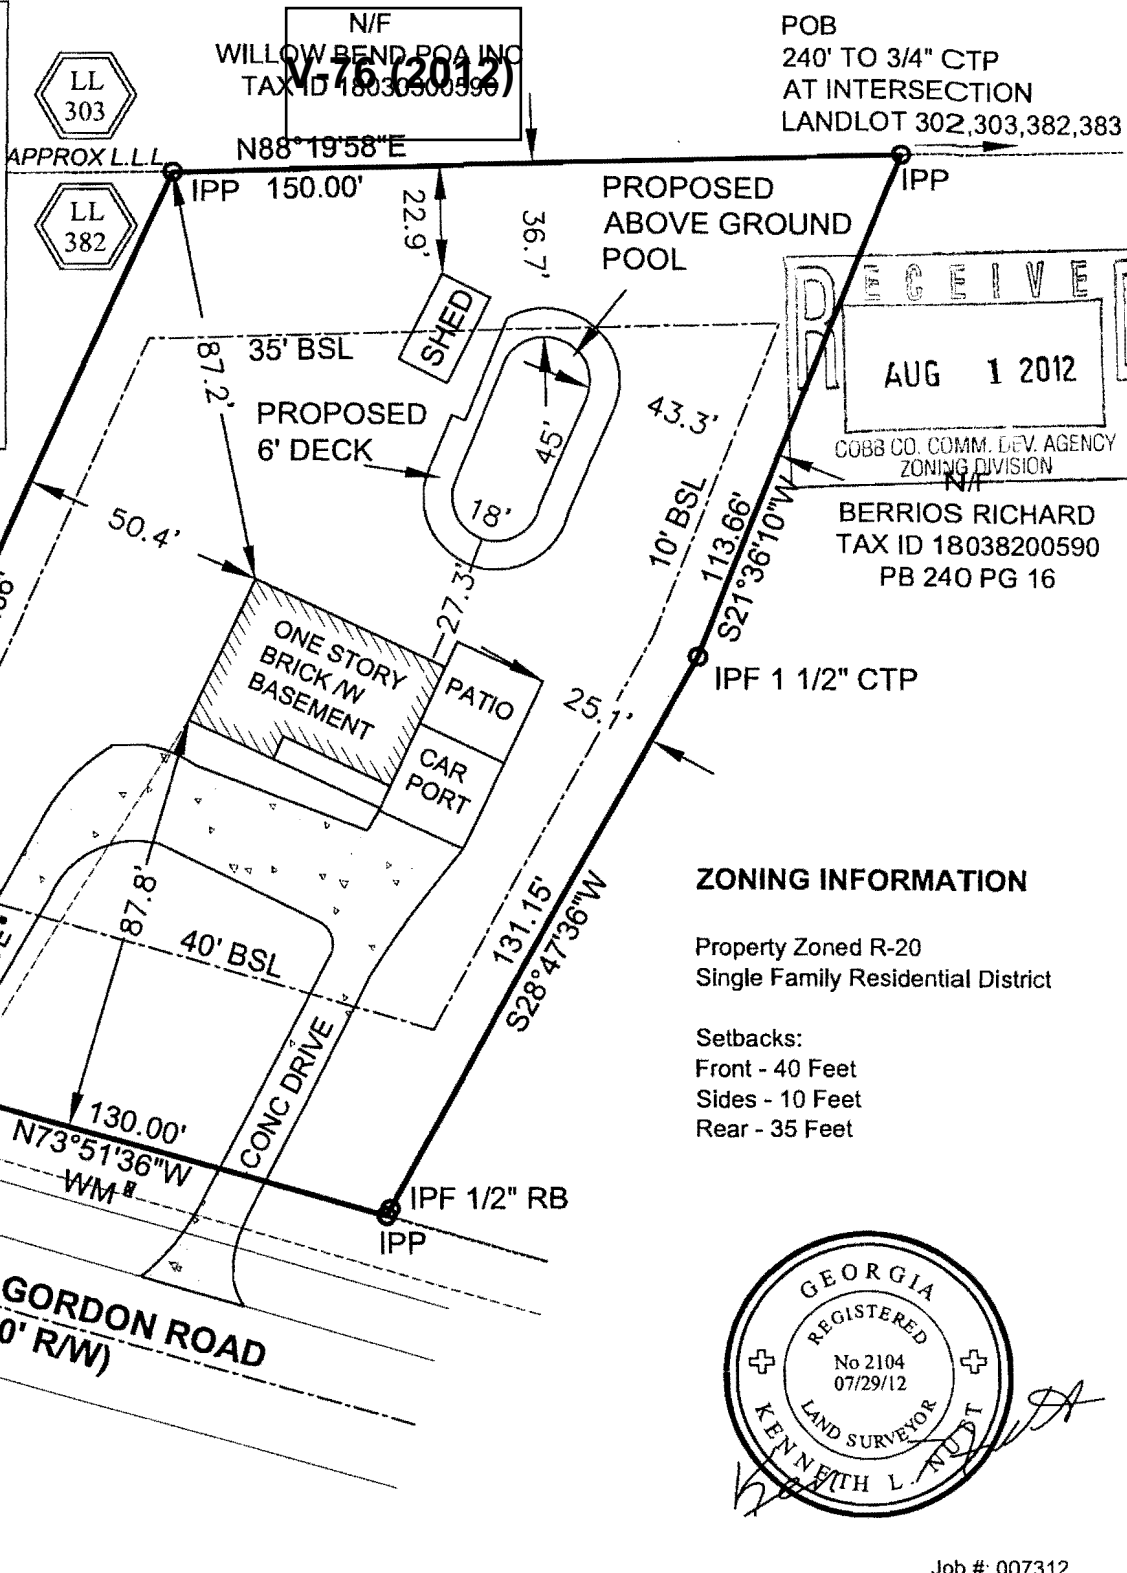 N/F
WILLOW BEND POA INC
TAX ID 18030300590
V-76 (2012)
POB
240' TO 3/4" CTP
AT INTERSECTION
LANDLOT 302,303,382,383
LL
303
APPROX L.L.L.
LL
382
N88°19'58"E
150.00'
IPP
IPP
22.9'
36.7'
PROPOSED
ABOVE GROUND
POOL
SHED
RECEIVED
AUG 1 2012
COBB CO. COMM. DEV. AGENCY
ZONING DIVISION
35' BSL
87.2'
PROPOSED
6' DECK
45'
18'
43.3'
10' BSL
113.66'
S21°36'10"W
N/F
BERRIOS RICHARD
TAX ID 18038200590
PB 240 PG 16
50.4'
27.3'
ONE STORY
BRICK /W
BASEMENT
PATIO
CAR
PORT
25.1'
IPF 1 1/2" CTP
87.8'
40' BSL
131.15'
S28°47'36"W
CONC DRIVE
130.00'
N73°51'36"W
WM
IPF 1/2" RB
IPP
GORDON ROAD
0' R/W)
ZONING INFORMATION
Property Zoned R-20
Single Family Residential District
Setbacks:
Front - 40 Feet
Sides - 10 Feet
Rear - 35 Feet
GEORGIA
REGISTERED
No 2104
07/29/12
LAND SURVEYOR
KENNETH L. NUTT
Job #: 007312